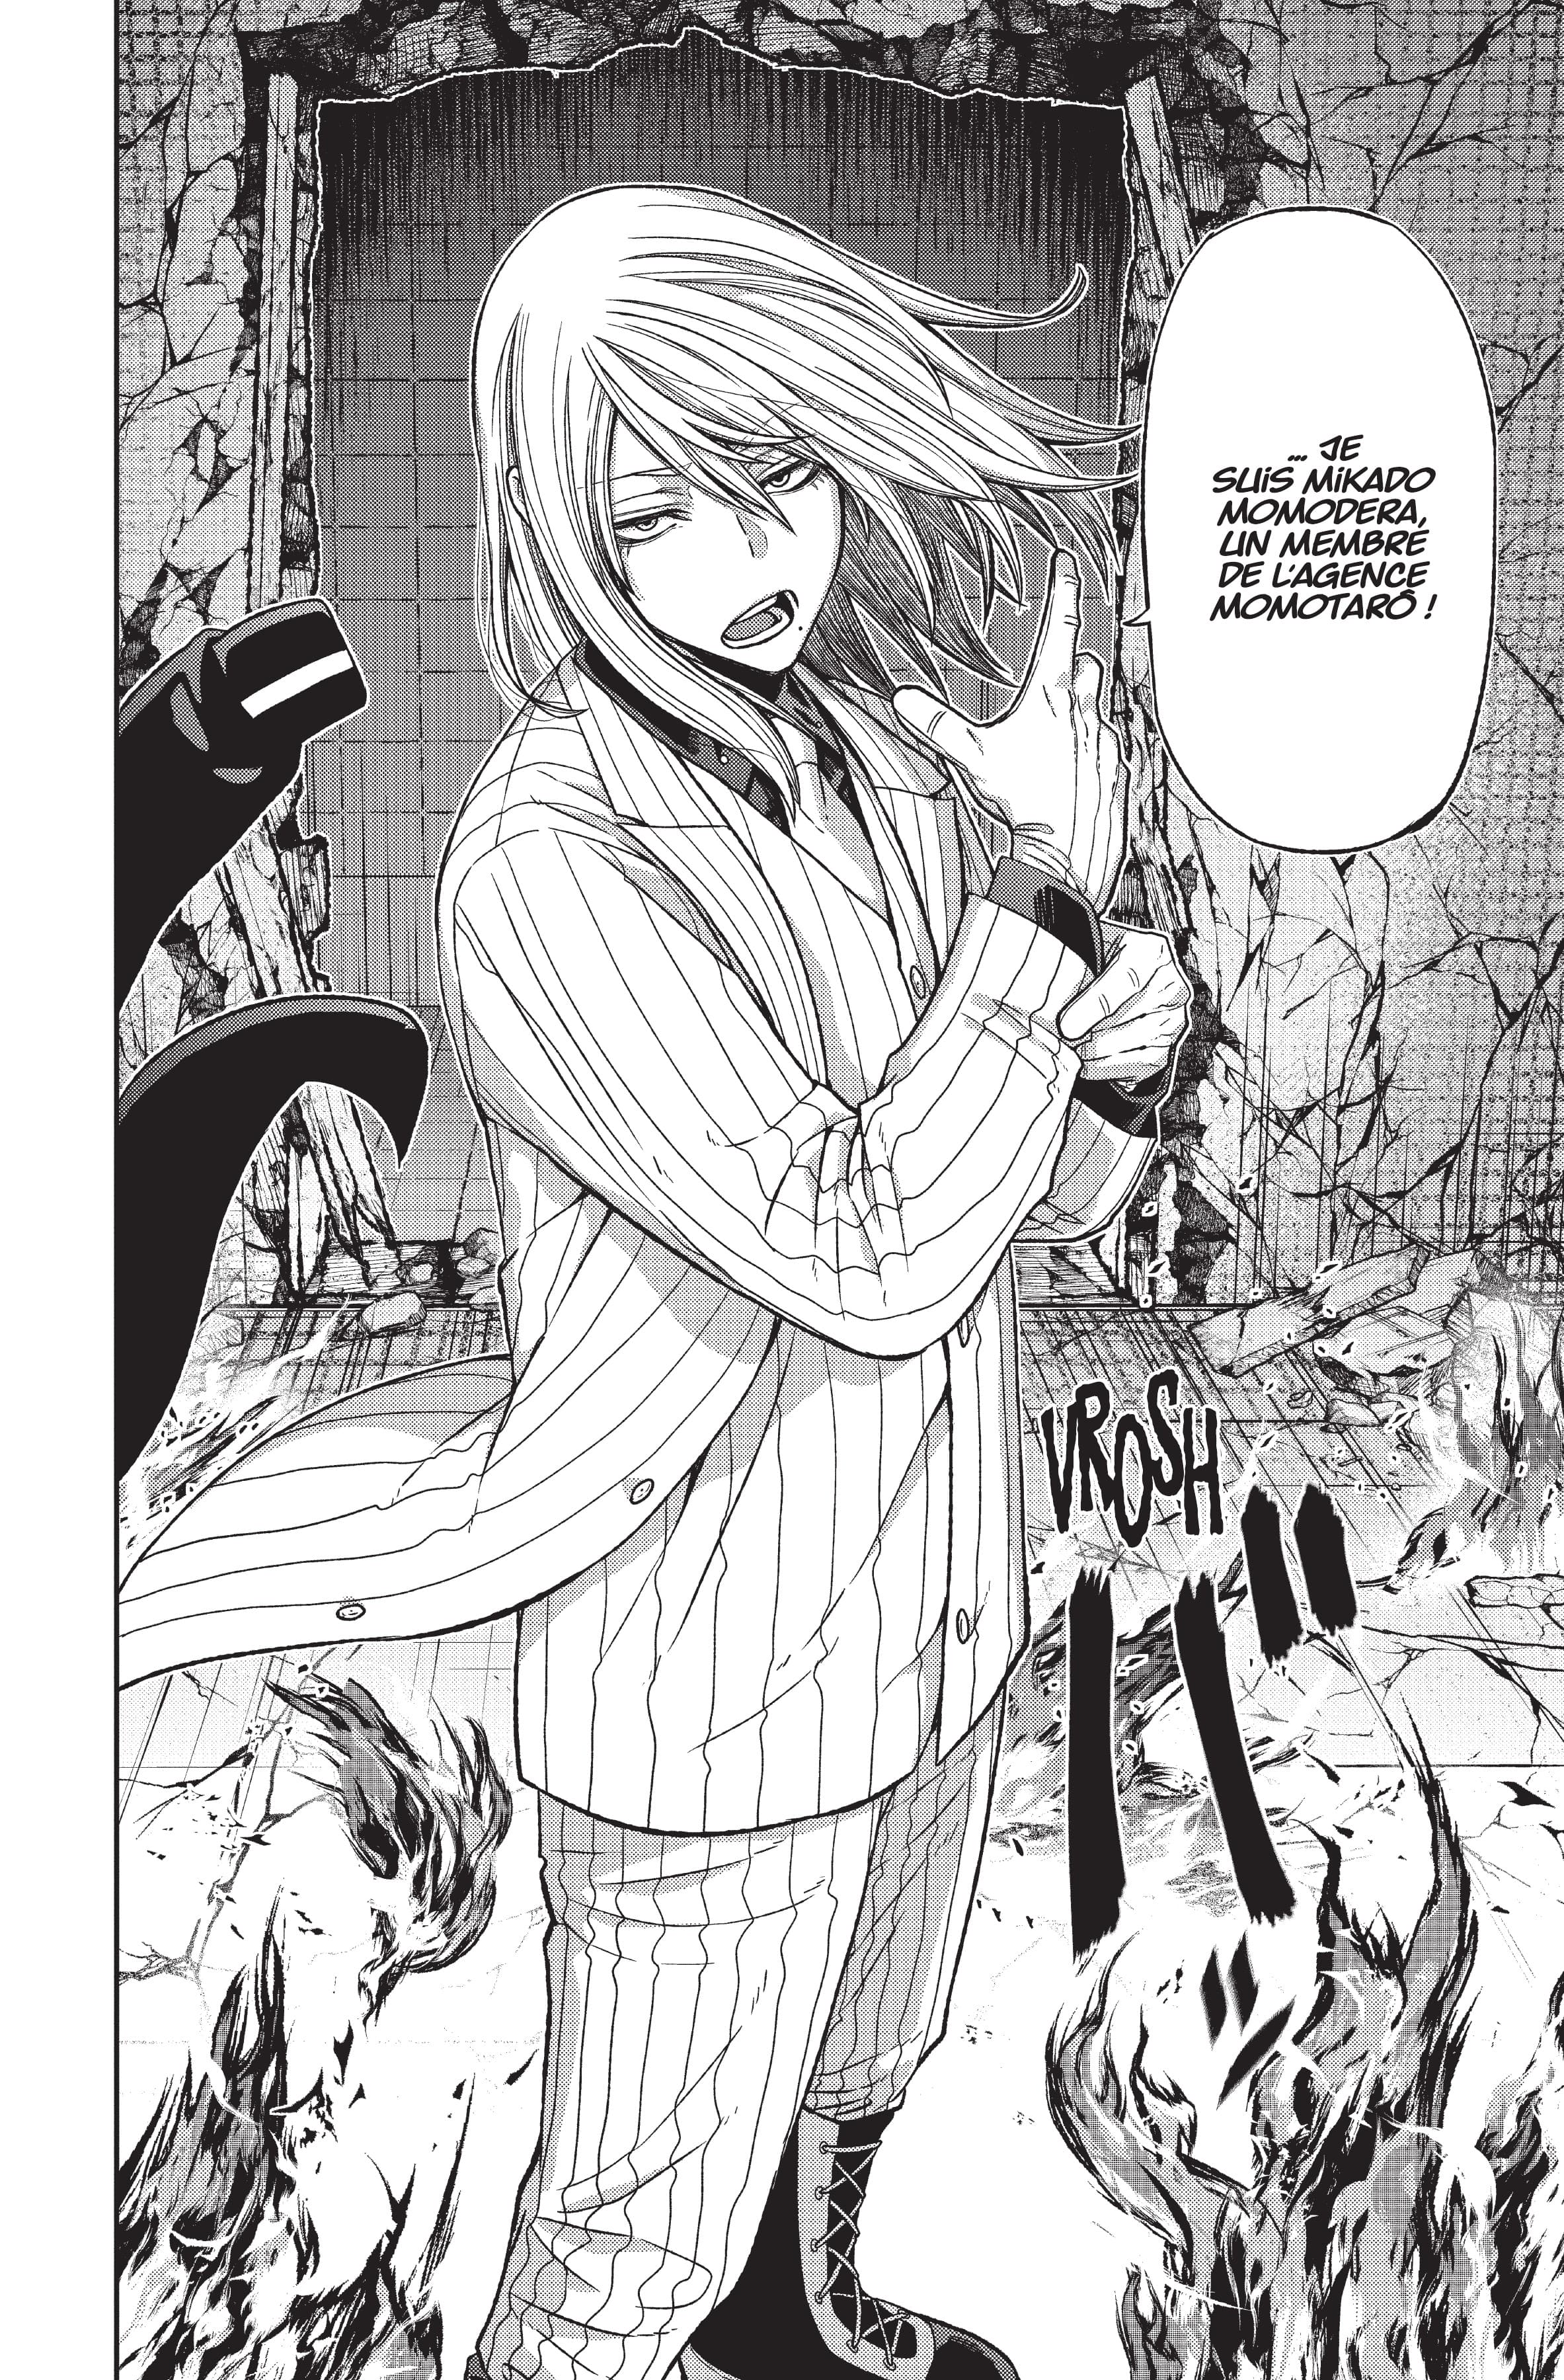 ... JE
SUIS MIKADO
MOMODERA,
UN MEMBRE
DE L'AGENCE
MOMOTARÔ !
VROSH